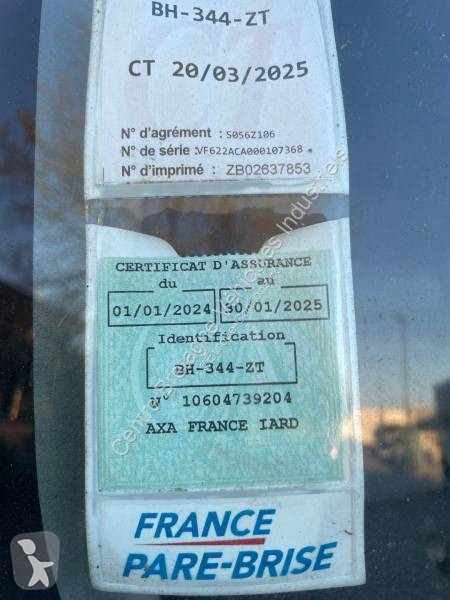 BH-344-ZT
CT 20/03/2025
N° d'agrément : S056Z106
N° de série :VF622ACA000107368 *
N° d'imprimé : ZB02637853
CERTIFICAT D'ASSURANCE
du au
01/01/2024 30/01/2025
Identification
BH-344-ZT
N° 10604739204
AXA FRANCE IARD
FRANCE
PARE-BRISE